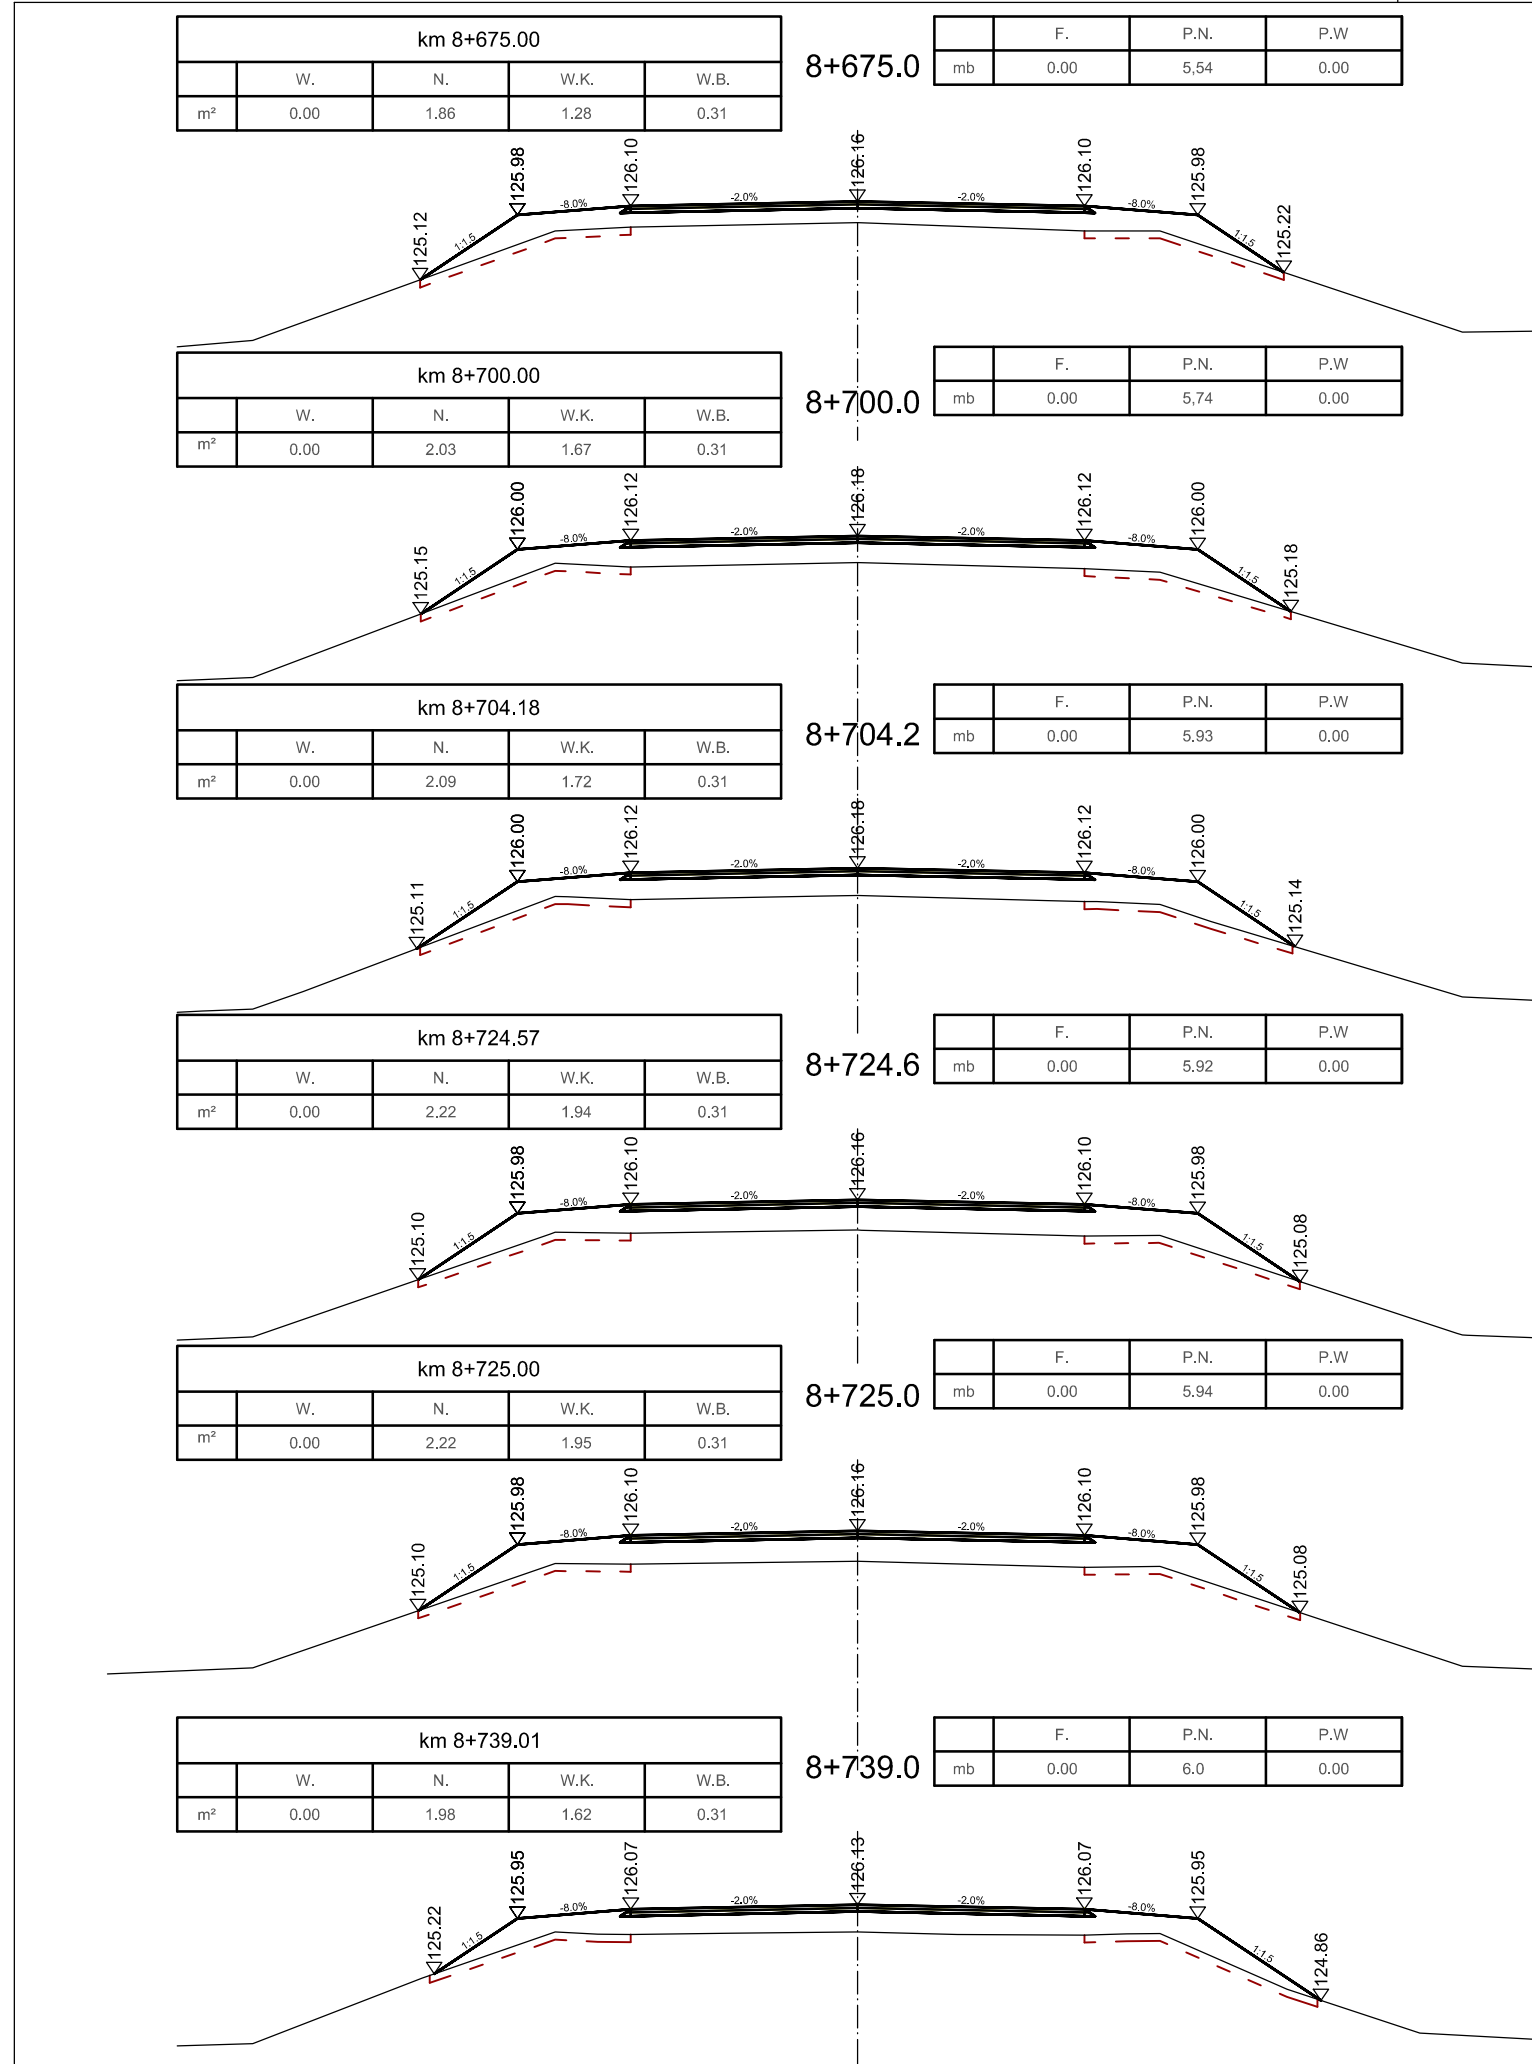 km 8+675.00
W. N. W.K. W.B.
m² 0.00 1.86 1.28 0.31
8+675.0
F. P.N. P.W
mb 0.00 5,54 0.00
125.12 125.98 126.10 126.16 126.10 125.98 125.22
1:1.5 -8.0% -2.0% -2.0% -8.0% 1:1.5
km 8+700.00
W. N. W.K. W.B.
m² 0.00 2.03 1.67 0.31
8+700.0
F. P.N. P.W
mb 0.00 5,74 0.00
125.15 126.00 126.12 126.18 126.12 126.00 125.18
1:1.5 -8.0% -2.0% -2.0% -8.0% 1:1.5
km 8+704.18
W. N. W.K. W.B.
m² 0.00 2.09 1.72 0.31
8+704.2
F. P.N. P.W
mb 0.00 5.93 0.00
125.11 126.00 126.12 126.18 126.12 126.00 125.14
1:1.5 -8.0% -2.0% -2.0% -8.0% 1:1.5
km 8+724.57
W. N. W.K. W.B.
m² 0.00 2.22 1.94 0.31
8+724.6
F. P.N. P.W
mb 0.00 5.92 0.00
125.10 125.98 126.10 126.16 126.10 125.98 125.08
1:1.5 -8.0% -2.0% -2.0% -8.0% 1:1.5
km 8+725.00
W. N. W.K. W.B.
m² 0.00 2.22 1.95 0.31
8+725.0
F. P.N. P.W
mb 0.00 5.94 0.00
125.10 125.98 126.10 126.16 126.10 125.98 125.08
1:1.5 -8.0% -2.0% -2.0% -8.0% 1:1.5
km 8+739.01
W. N. W.K. W.B.
m² 0.00 1.98 1.62 0.31
8+739.0
F. P.N. P.W
mb 0.00 6.0 0.00
125.22 125.95 126.07 126.13 126.07 125.95 124.86
1:1.5 -8.0% -2.0% -2.0% -8.0% 1:1.5